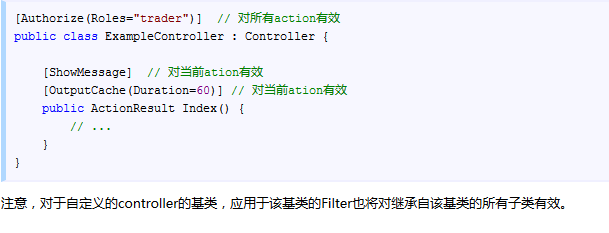 [Authorize(Roles="trader")]  // 对所有action有效
public class ExampleController : Controller {
    [ShowMessage]  // 对当前ation有效
    [OutputCache(Duration=60)] // 对当前ation有效
    public ActionResult Index() {
        // ...
    }
}
注意，对于自定义的controller的基类，应用于该基类的Filter也将对继承自该基类的所有子类有效。